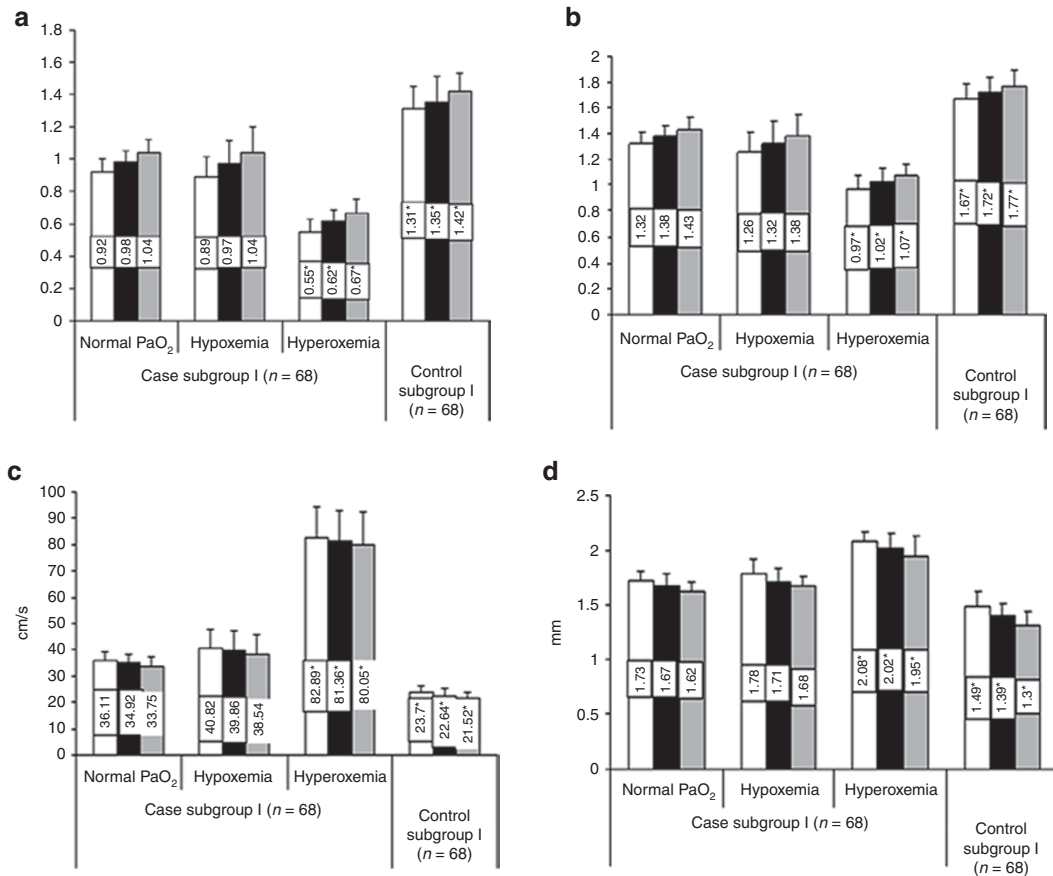 a
1.8
1.6
1.4
1.2
1
0.8
0.6
0.4
0.2
0
0.92
0.98
1.04
0.89
0.97
1.04
0.55*
0.62*
0.67*
1.31*
1.35*
1.42*
Normal PaO₂
Hypoxemia
Hyperoxemia
Case subgroup I (n = 68)
Control
subgroup I
(n = 68)
b
2
1.8
1.6
1.4
1.2
1
0.8
0.6
0.4
0.2
0
1.32
1.38
1.43
1.26
1.32
1.38
0.97*
1.02*
1.07*
1.67*
1.72*
1.77*
Normal PaO₂
Hypoxemia
Hyperoxemia
Case subgroup I (n = 68)
Control
subgroup I
(n = 68)
c
cm/s
100
90
80
70
60
50
40
30
20
10
0
36.11
34.92
33.75
40.82
39.86
38.54
82.89*
81.36*
80.05*
23.7*
22.64*
21.52*
Normal PaO₂
Hypoxemia
Hyperoxemia
Case subgroup I (n = 68)
Control
subgroup I
(n = 68)
d
mm
2.5
2
1.5
1
0.5
0
1.73
1.67
1.62
1.78
1.71
1.68
2.08*
2.02*
1.95*
1.49*
1.39*
1.3*
Normal PaO₂
Hypoxemia
Hyperoxemia
Case subgroup I (n = 68)
Control
subgroup I
(n = 68)